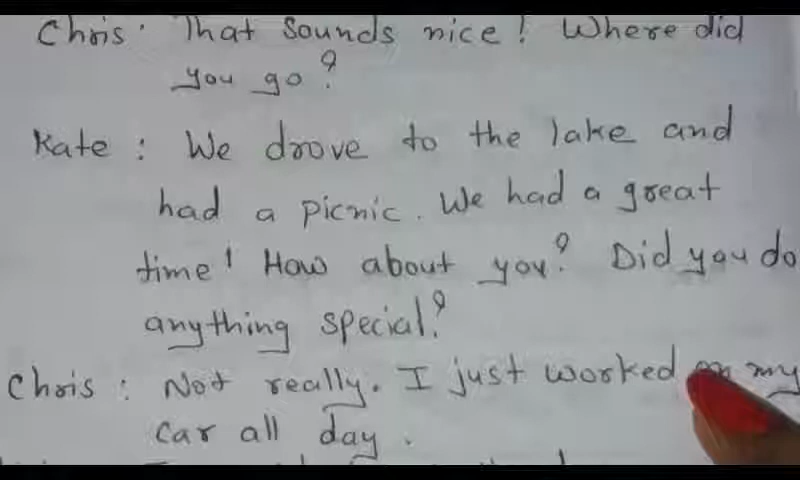 Chris: That sounds nice! Where did
you go?
Kate: We drove to the lake and
had a picnic. We had a great
time! How about you? Did you do
anything special?
Chris: Not really. I just worked on my
car all day.